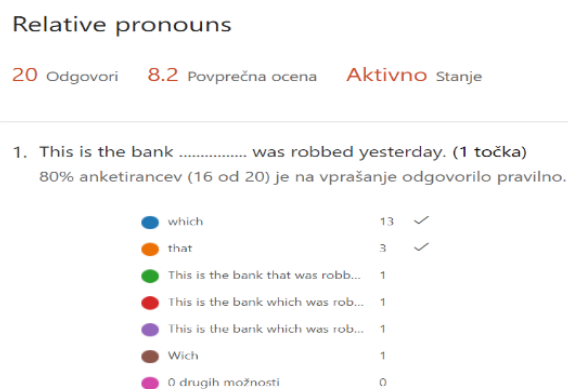 Relative pronouns
20 Odgovori 8.2 Povprečna ocena Aktivno Stanje
1. This is the bank ................ was robbed yesterday. (1 točka)
80% anketirancev (16 od 20) je na vprašanje odgovorilo pravilno.
which 13 ✓
that 3 ✓
This is the bank that was robb... 1
This is the bank which was rob... 1
This is the bank which was rob... 1
Wich 1
0 drugih možnosti 0